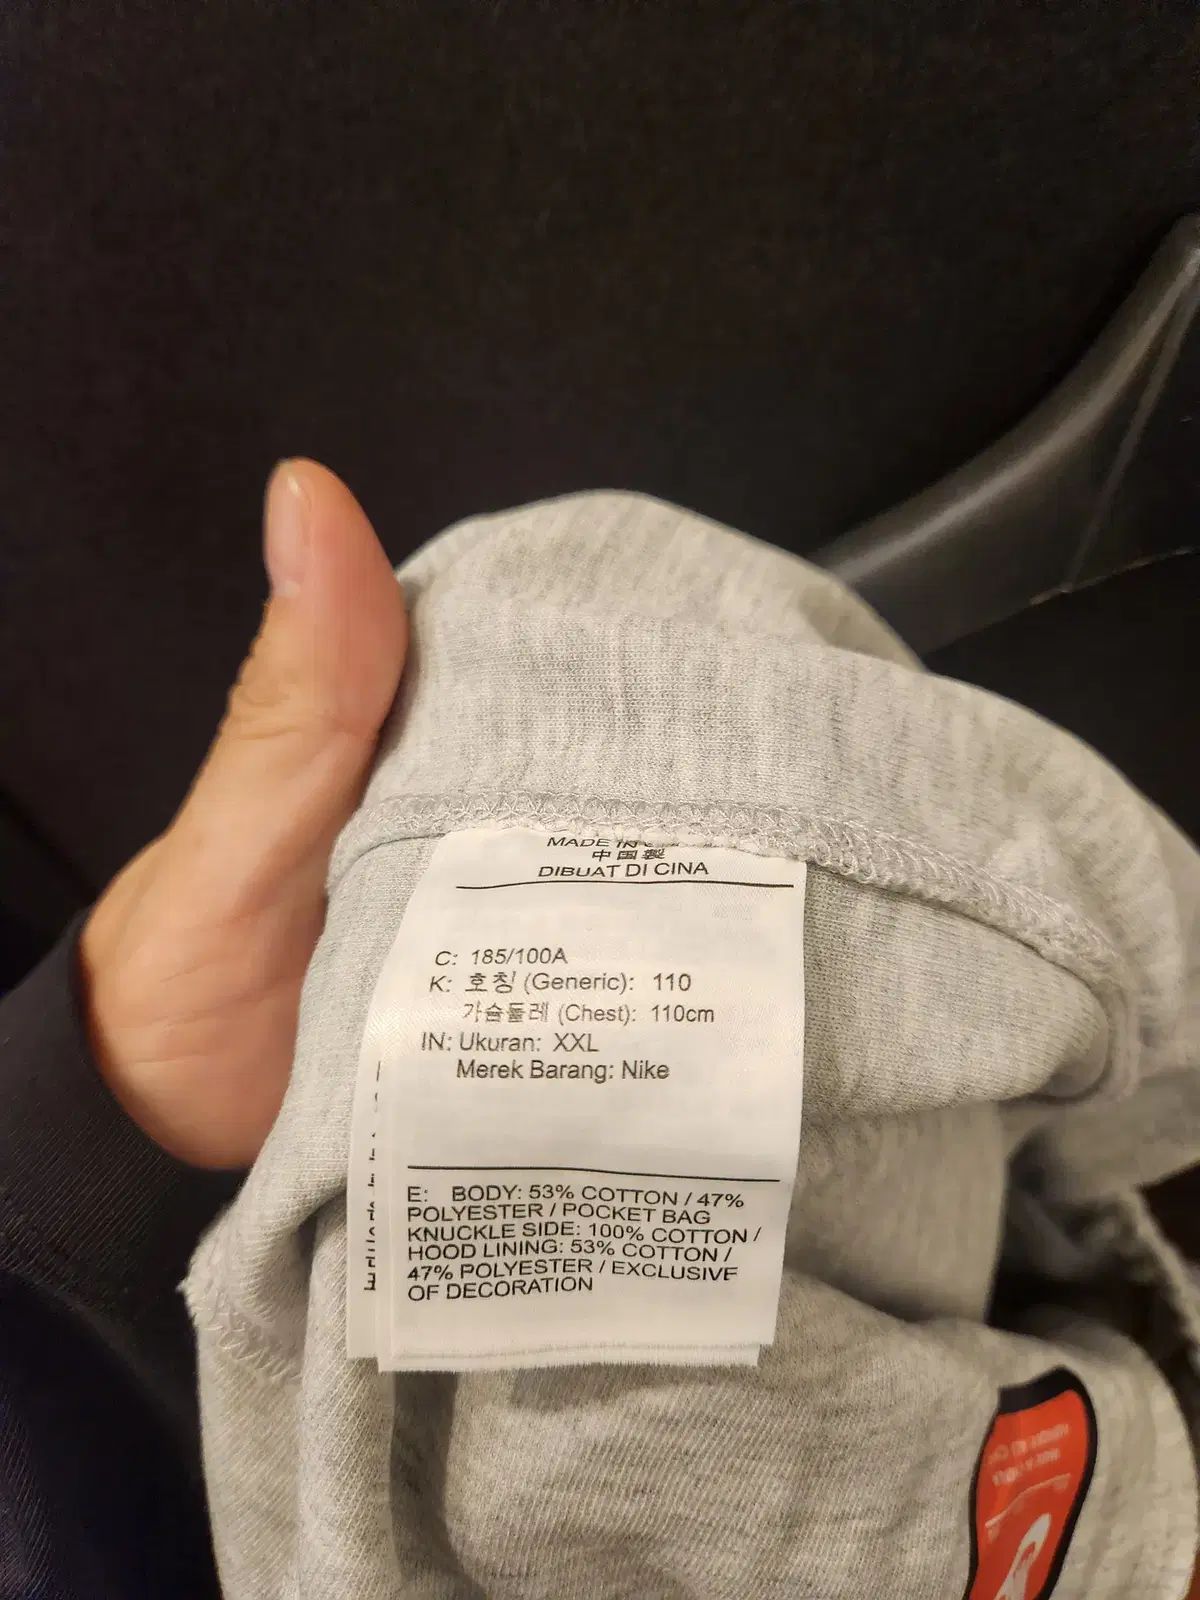 MADE IN
中国製
DIBUAT DI CINA
C: 185/100A
K: 호칭 (Generic): 110
가슴둘레 (Chest): 110cm
IN: Ukuran: XXL
Merek Barang: Nike
E: BODY: 53% COTTON / 47%
POLYESTER / POCKET BAG
KNUCKLE SIDE: 100% COTTON /
HOOD LINING: 53% COTTON /
47% POLYESTER / EXCLUSIVE
OF DECORATION